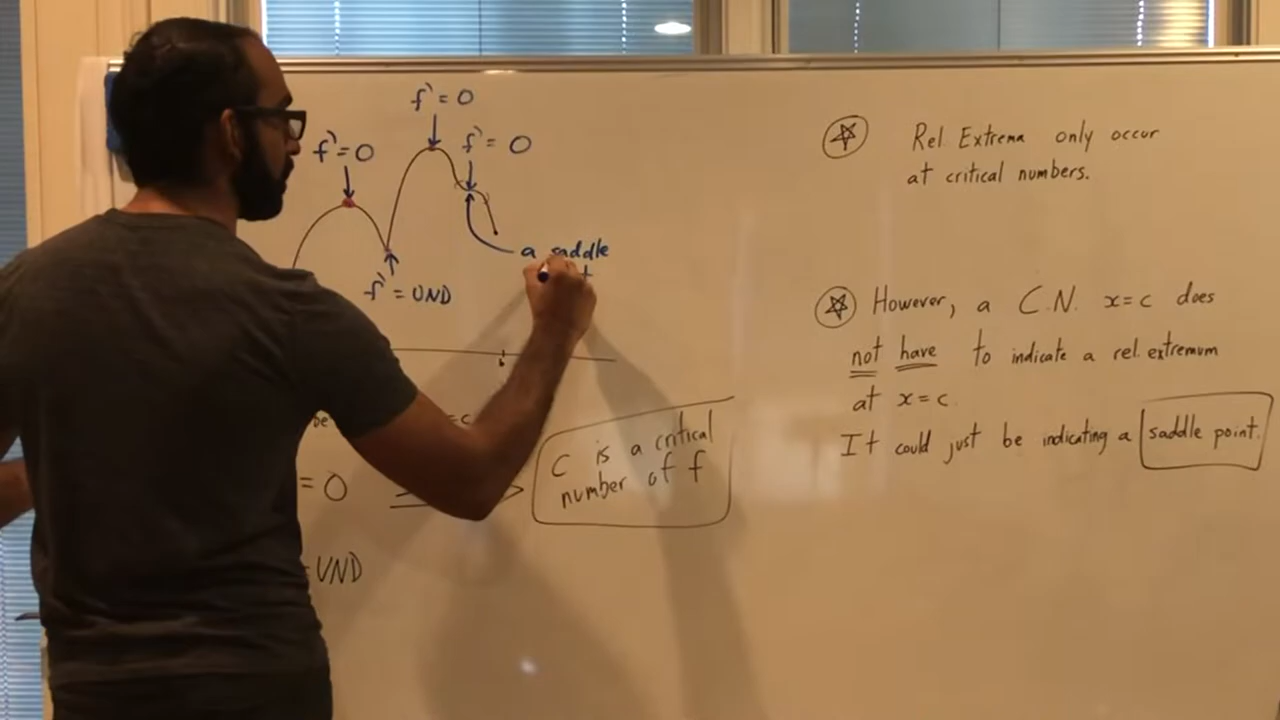 f' = 0
f' = 0
f' = 0
a saddle
f' = UND
b
be
= c
= 0
C is a critical
number of f
= UND
Rel. Extrema only occur
at critical numbers.
However, a C.N. x = c does
not have to indicate a rel. extremum
at x = c.
It could just be indicating a saddle point.